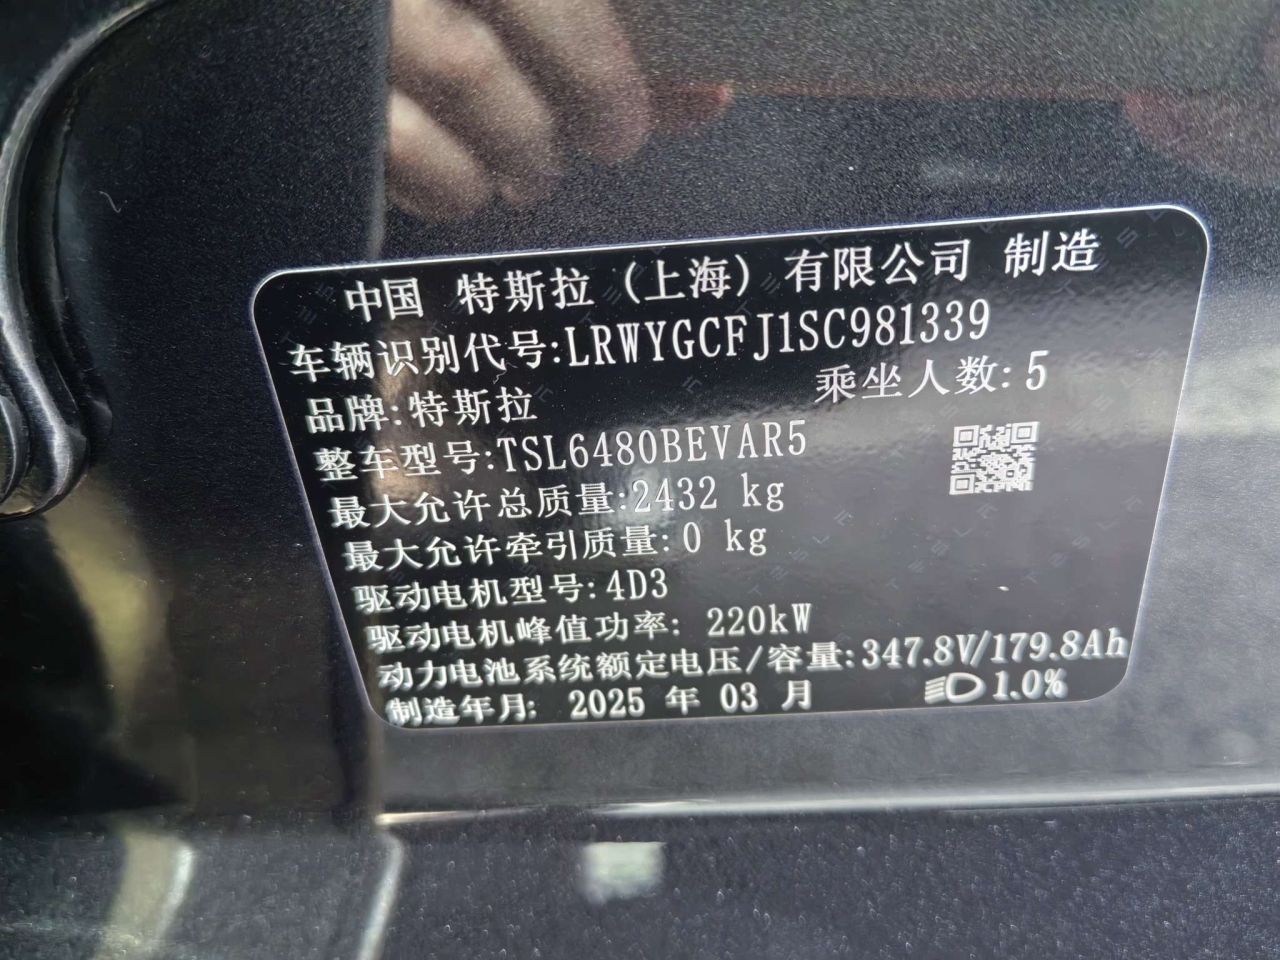 中国 特斯拉 (上海) 有限公司 制造
车辆识别代号:LRWYGCFJ1SC981339
品牌:特斯拉 乘坐人数:5
整车型号:TSL6480BEVAR5
最大允许总质量:2432 kg
最大允许牵引质量:0 kg
驱动电机型号:4D3
驱动电机峰值功率: 220kW
动力电池系统额定电压/容量:347.8V/179.8Ah
制造年月: 2025 年 03 月 1.0%